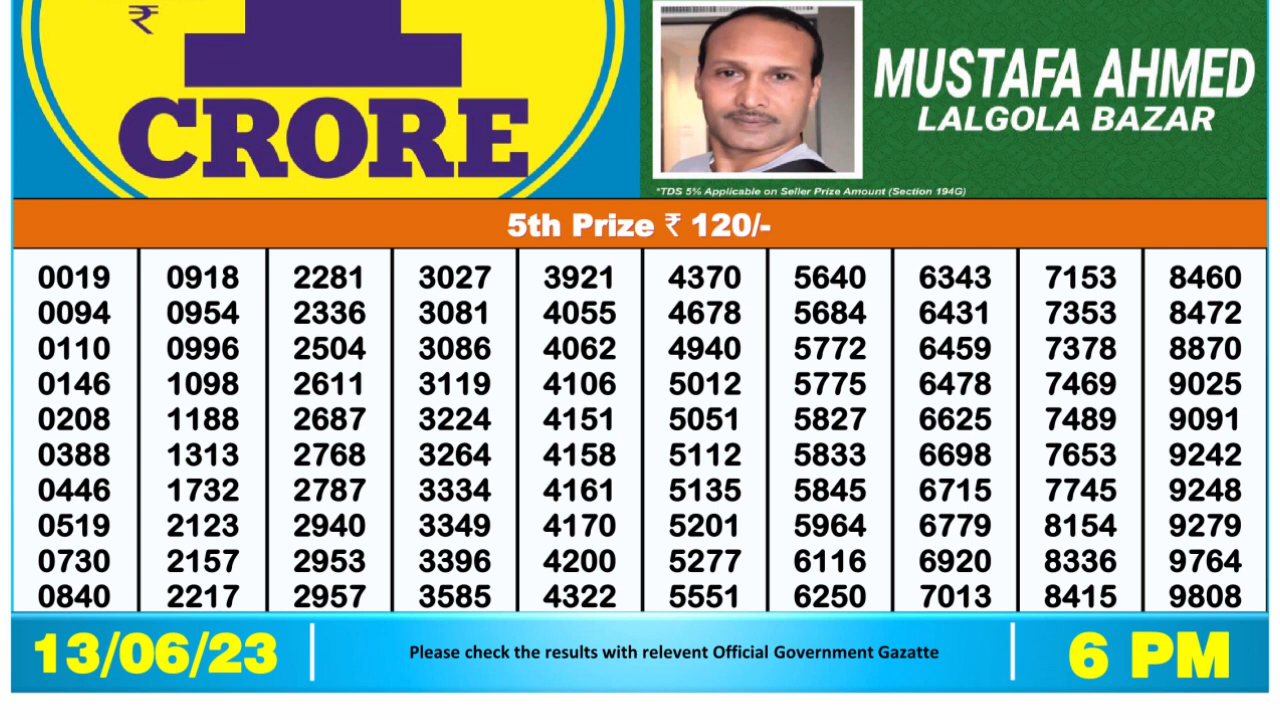 ₹
CRORE
MUSTAFA AHMED
LALGOLA BAZAR
*TDS 5% Applicable on Seller Prize Amount (Section 194G)
5th Prize ₹ 120/-
0019 0918 2281 3027 3921 4370 5640 6343 7153 8460
0094 0954 2336 3081 4055 4678 5684 6431 7353 8472
0110 0996 2504 3086 4062 4940 5772 6459 7378 8870
0146 1098 2611 3119 4106 5012 5775 6478 7469 9025
0208 1188 2687 3224 4151 5051 5827 6625 7489 9091
0388 1313 2768 3264 4158 5112 5833 6698 7653 9242
0446 1732 2787 3334 4161 5135 5845 6715 7745 9248
0519 2123 2940 3349 4170 5201 5964 6779 8154 9279
0730 2157 2953 3396 4200 5277 6116 6920 8336 9764
0840 2217 2957 3585 4322 5551 6250 7013 8415 9808
13/06/23
Please check the results with relevent Official Government Gazatte
6 PM